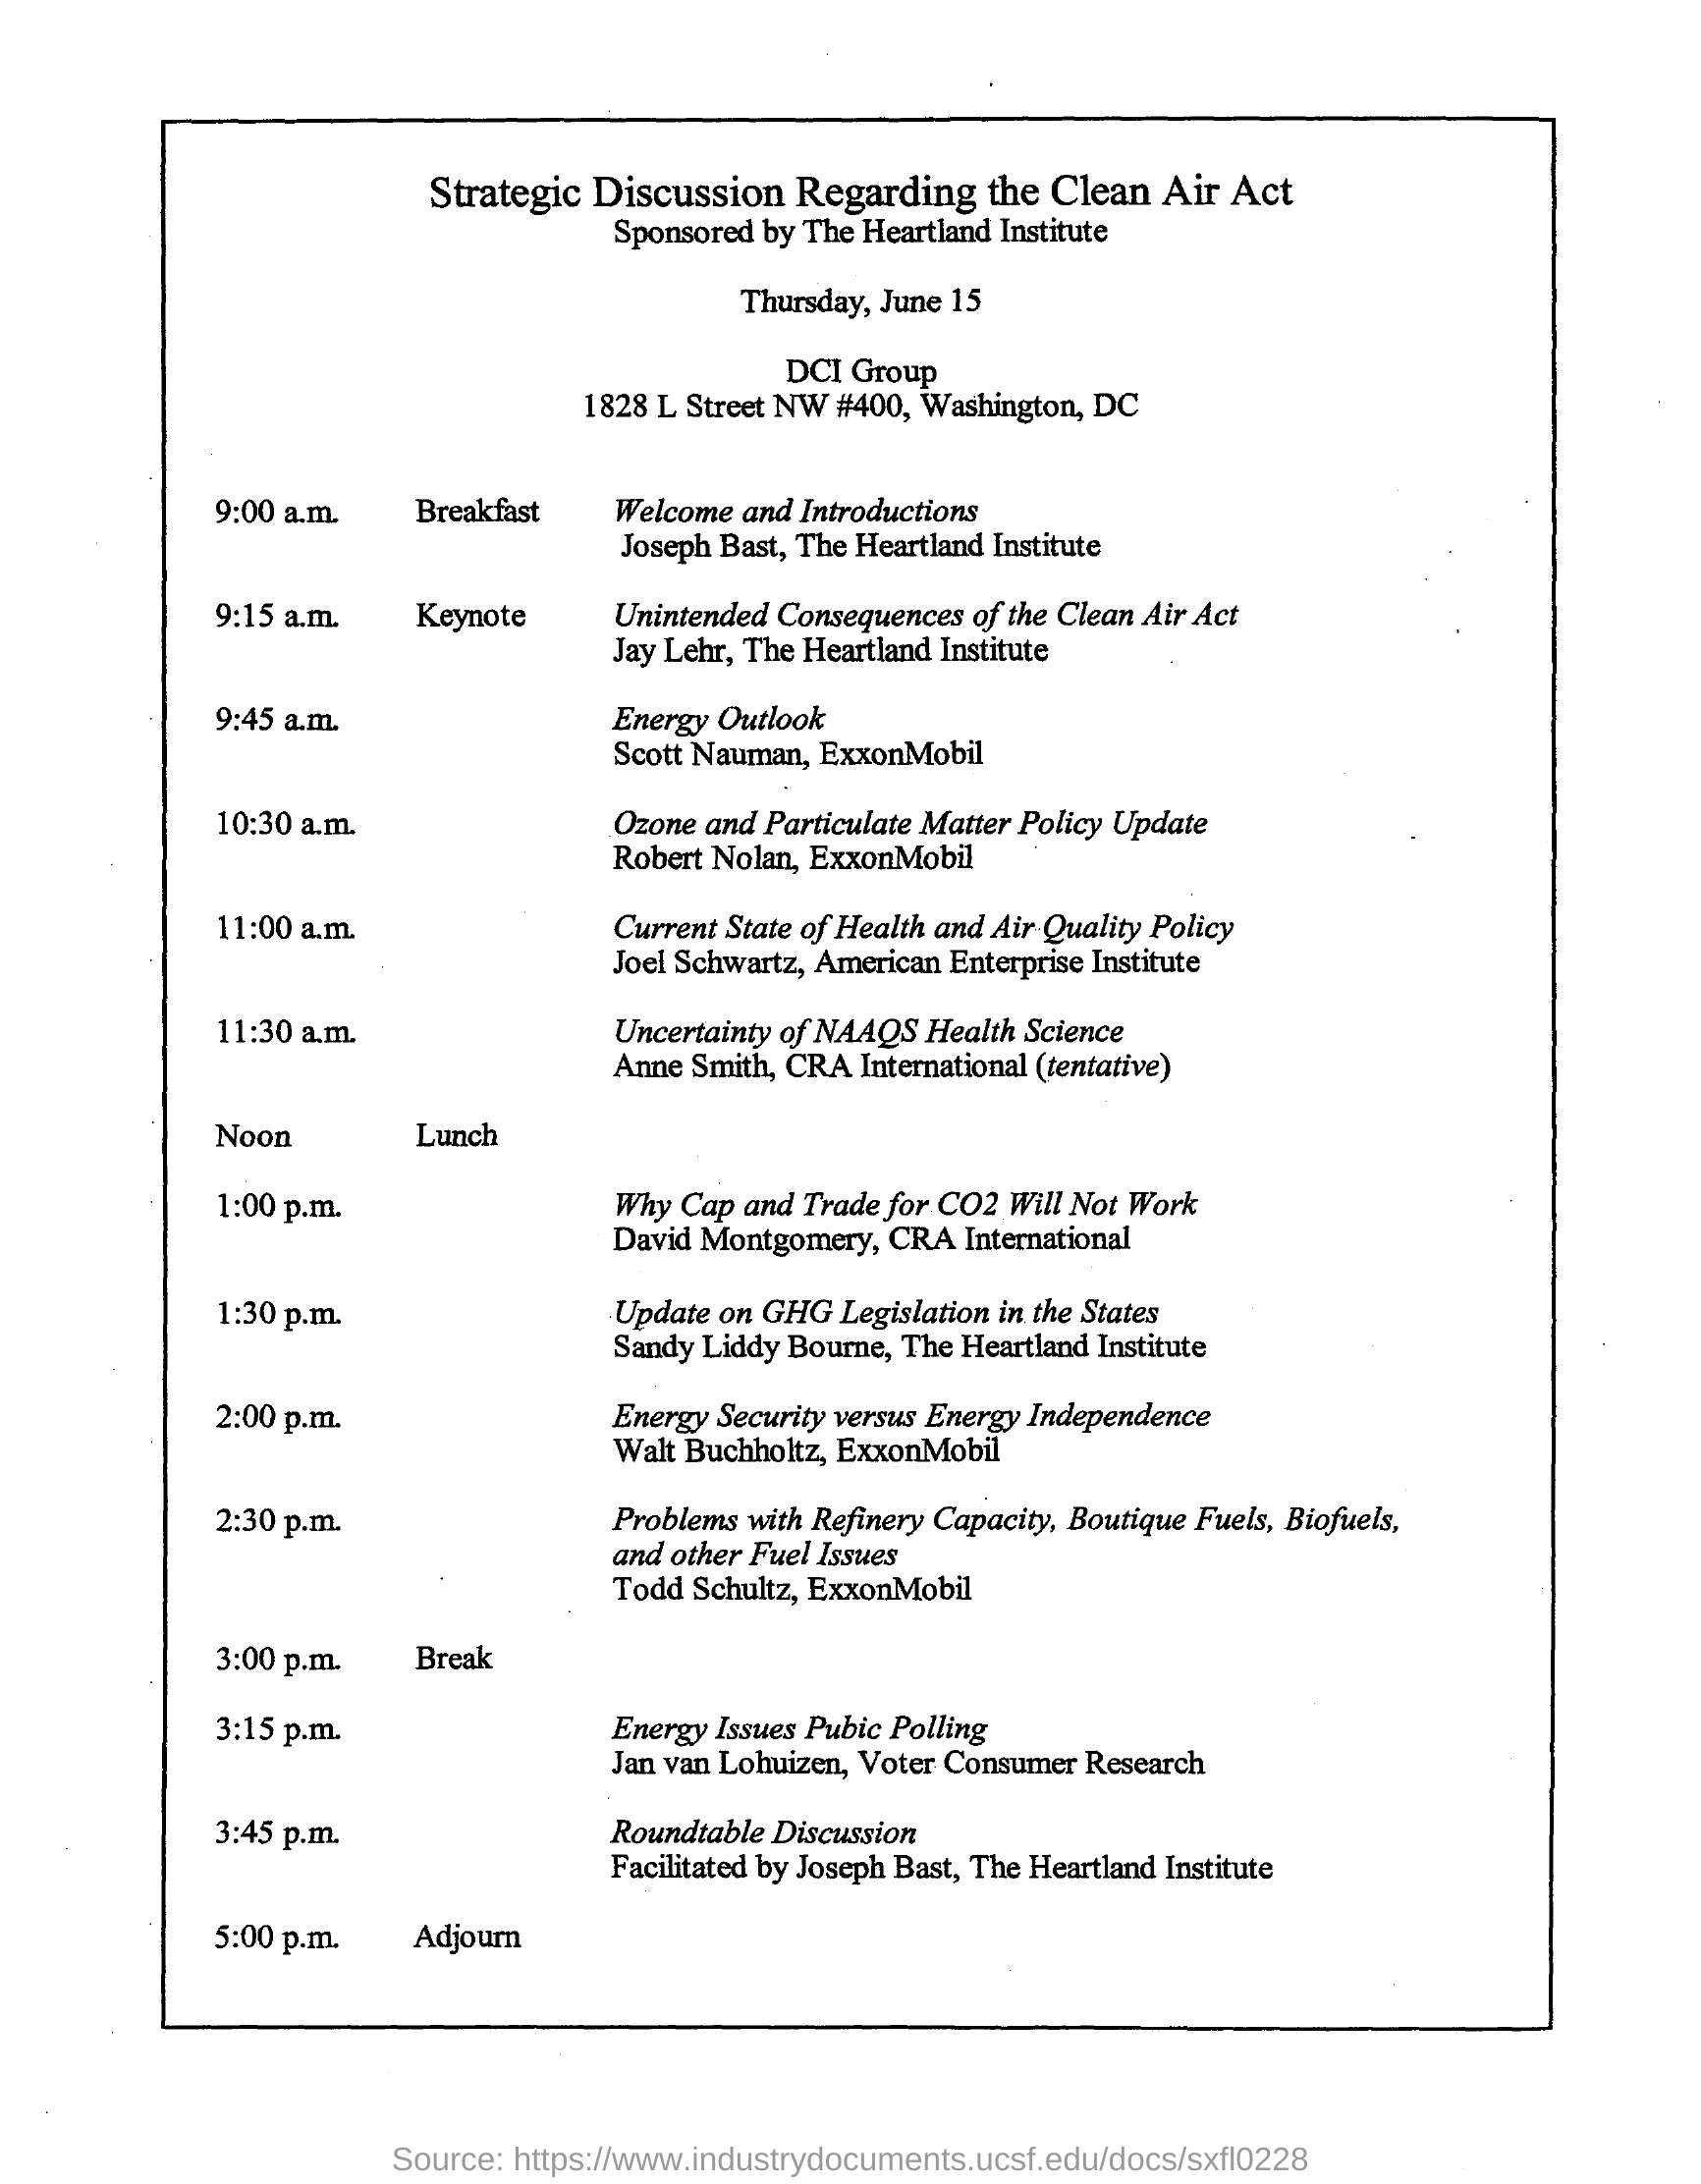 Strategic Discussion Regarding the Clean Air Act
Sponsored by The Heartland Institute
Thursday, June 15
DCI Group
1828 L Street NW #400, Washington, DC
9:00 a.m. Breakfast Welcome and Introductions
Joseph Bast, The Heartland Institute
9:15 a.m. Keynote Unintended Consequences of the Clean Air Act
Jay Lehr, The Heartland Institute
9:45 a.m. Energy Outlook
Scott Nauman, ExxonMobil
10:30 a.m. Ozone and Particulate Matter Policy Update
Robert Nolan, ExxonMobil
11:00 a.m. Current State of Health and Air Quality Policy
Joel Schwartz, American Enterprise Institute
11:30 a.m. Uncertainty of NAAQS Health Science
Anne Smith, CRA International (tentative)
Noon Lunch
1:00 p.m. Why Cap and Trade for CO2 Will Not Work
David Montgomery, CRA International
1:30 p.m. Update on GHG Legislation in the States
Sandy Liddy Bourne, The Heartland Institute
2:00 p.m. Energy Security versus Energy Independence
Walt Buchholtz, ExxonMobil
2:30 p.m. Problems with Refinery Capacity, Boutique Fuels, Biofuels,
and other Fuel Issues
Todd Schultz, ExxonMobil
3:00 p.m. Break
3:15 p.m. Energy Issues Pubic Polling
Jan van Lohuizen, Voter Consumer Research
3:45 p.m. Roundtable Discussion
Facilitated by Joseph Bast, The Heartland Institute
5:00 p.m. Adjourn
Source: https://www.industrydocuments.ucsf.edu/docs/sxfl0228